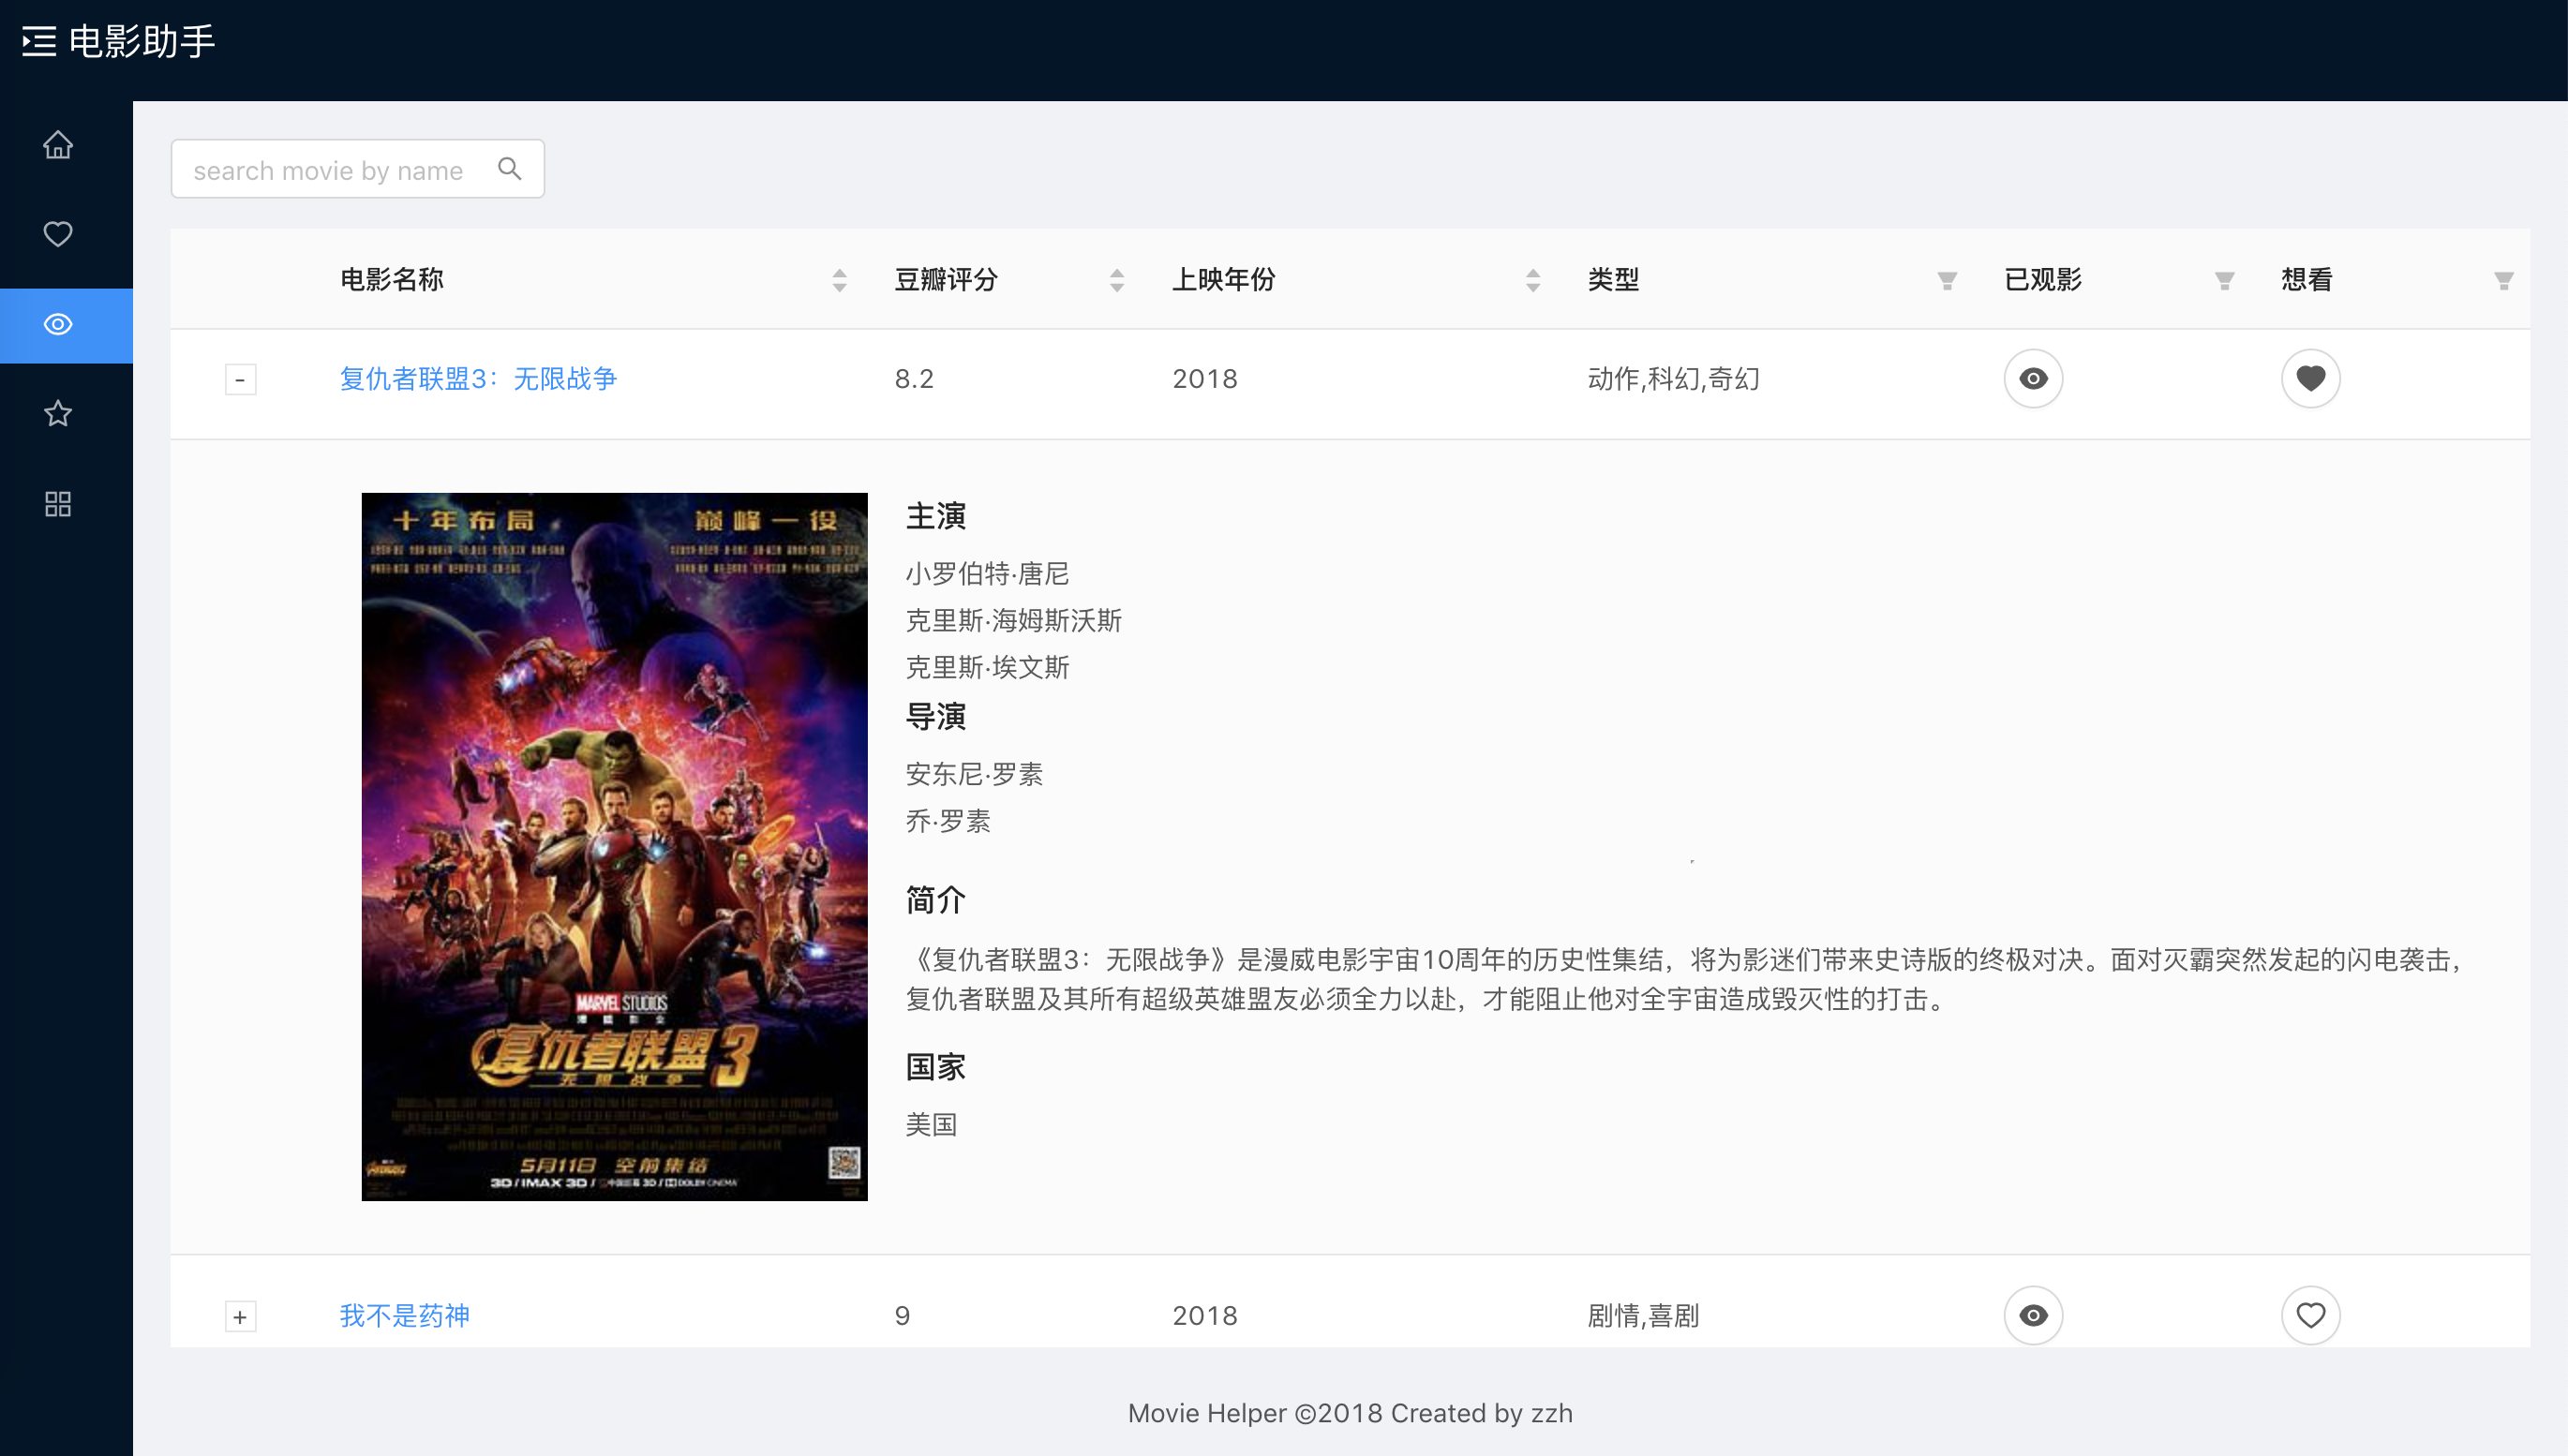 电影助手
search movie by name
电影名称 豆瓣评分 上映年份 类型 已观影 想看
- 复仇者联盟3：无限战争 8.2 2018 动作,科幻,奇幻
十年布局 巅峰一役
主演
小罗伯特·唐尼
克里斯·海姆斯沃斯
克里斯·埃文斯
导演
安东尼·罗素
乔·罗素
简介
《复仇者联盟3：无限战争》是漫威电影宇宙10周年的历史性集结，将为影迷们带来史诗版的终极对决。面对灭霸突然发起的闪电袭击，
复仇者联盟及其所有超级英雄盟友必须全力以赴，才能阻止他对全宇宙造成毁灭性的打击。
国家
美国
MARVEL STUDIOS
复仇者联盟3
无限战争
5月11日 空前集结
3D / IMAX 3D / 中国巨幕 3D / DOLBY CINEMA
+ 我不是药神 9 2018 剧情,喜剧
Movie Helper ©2018 Created by zzh